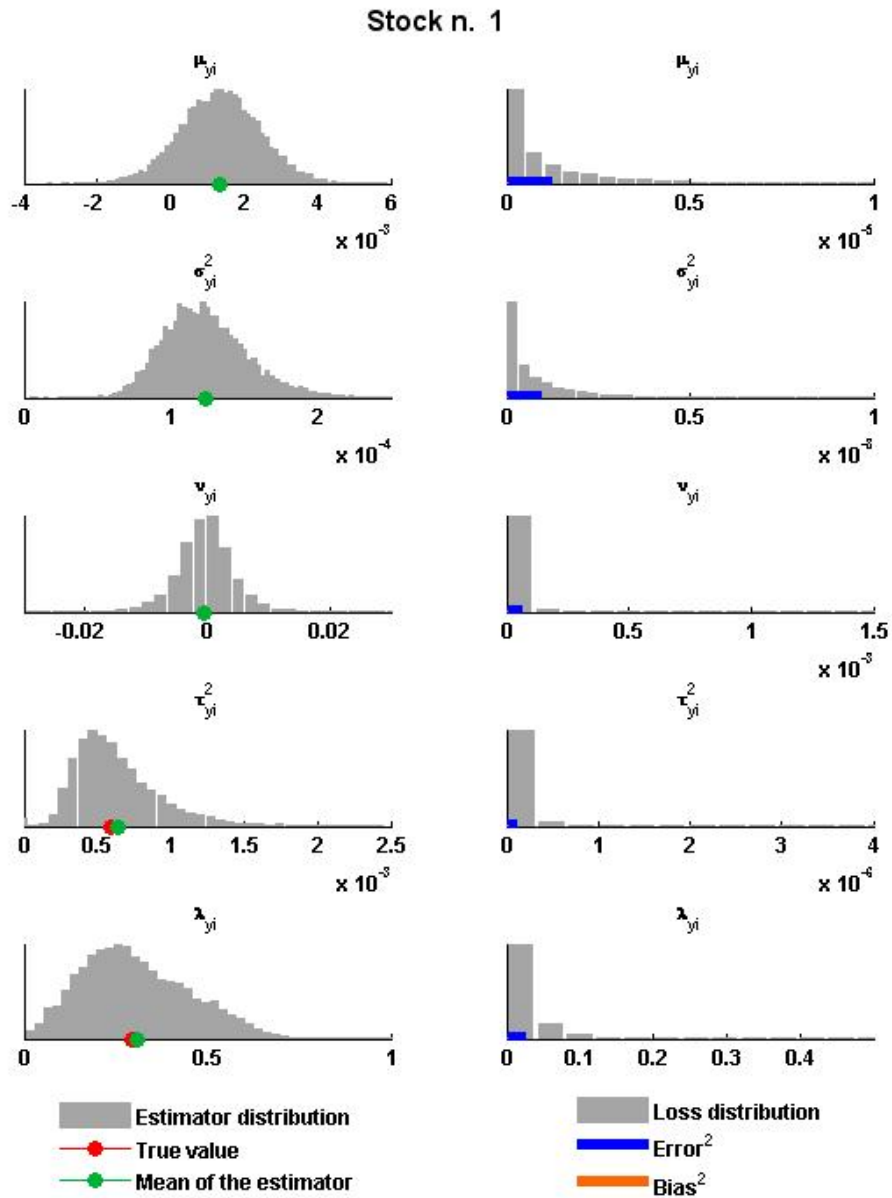 Stock n. 1
μyi
μyi
-4 -2 0 2 4 6
0 0.5 1
x 10⁻³
x 10⁻⁵
σ²yi
σ²yi
0 1 2
0 0.5 1
x 10⁻⁴
x 10⁻⁸
νyi
νyi
-0.02 0 0.02
0 0.5 1 1.5
x 10⁻³
τ²yi
τ²yi
0 0.5 1 1.5 2 2.5
0 1 2 3 4
x 10⁻³
x 10⁻⁶
λyi
λyi
0 0.5 1
0 0.1 0.2 0.3 0.4
Estimator distribution
True value
Mean of the estimator
Loss distribution
Error²
Bias²